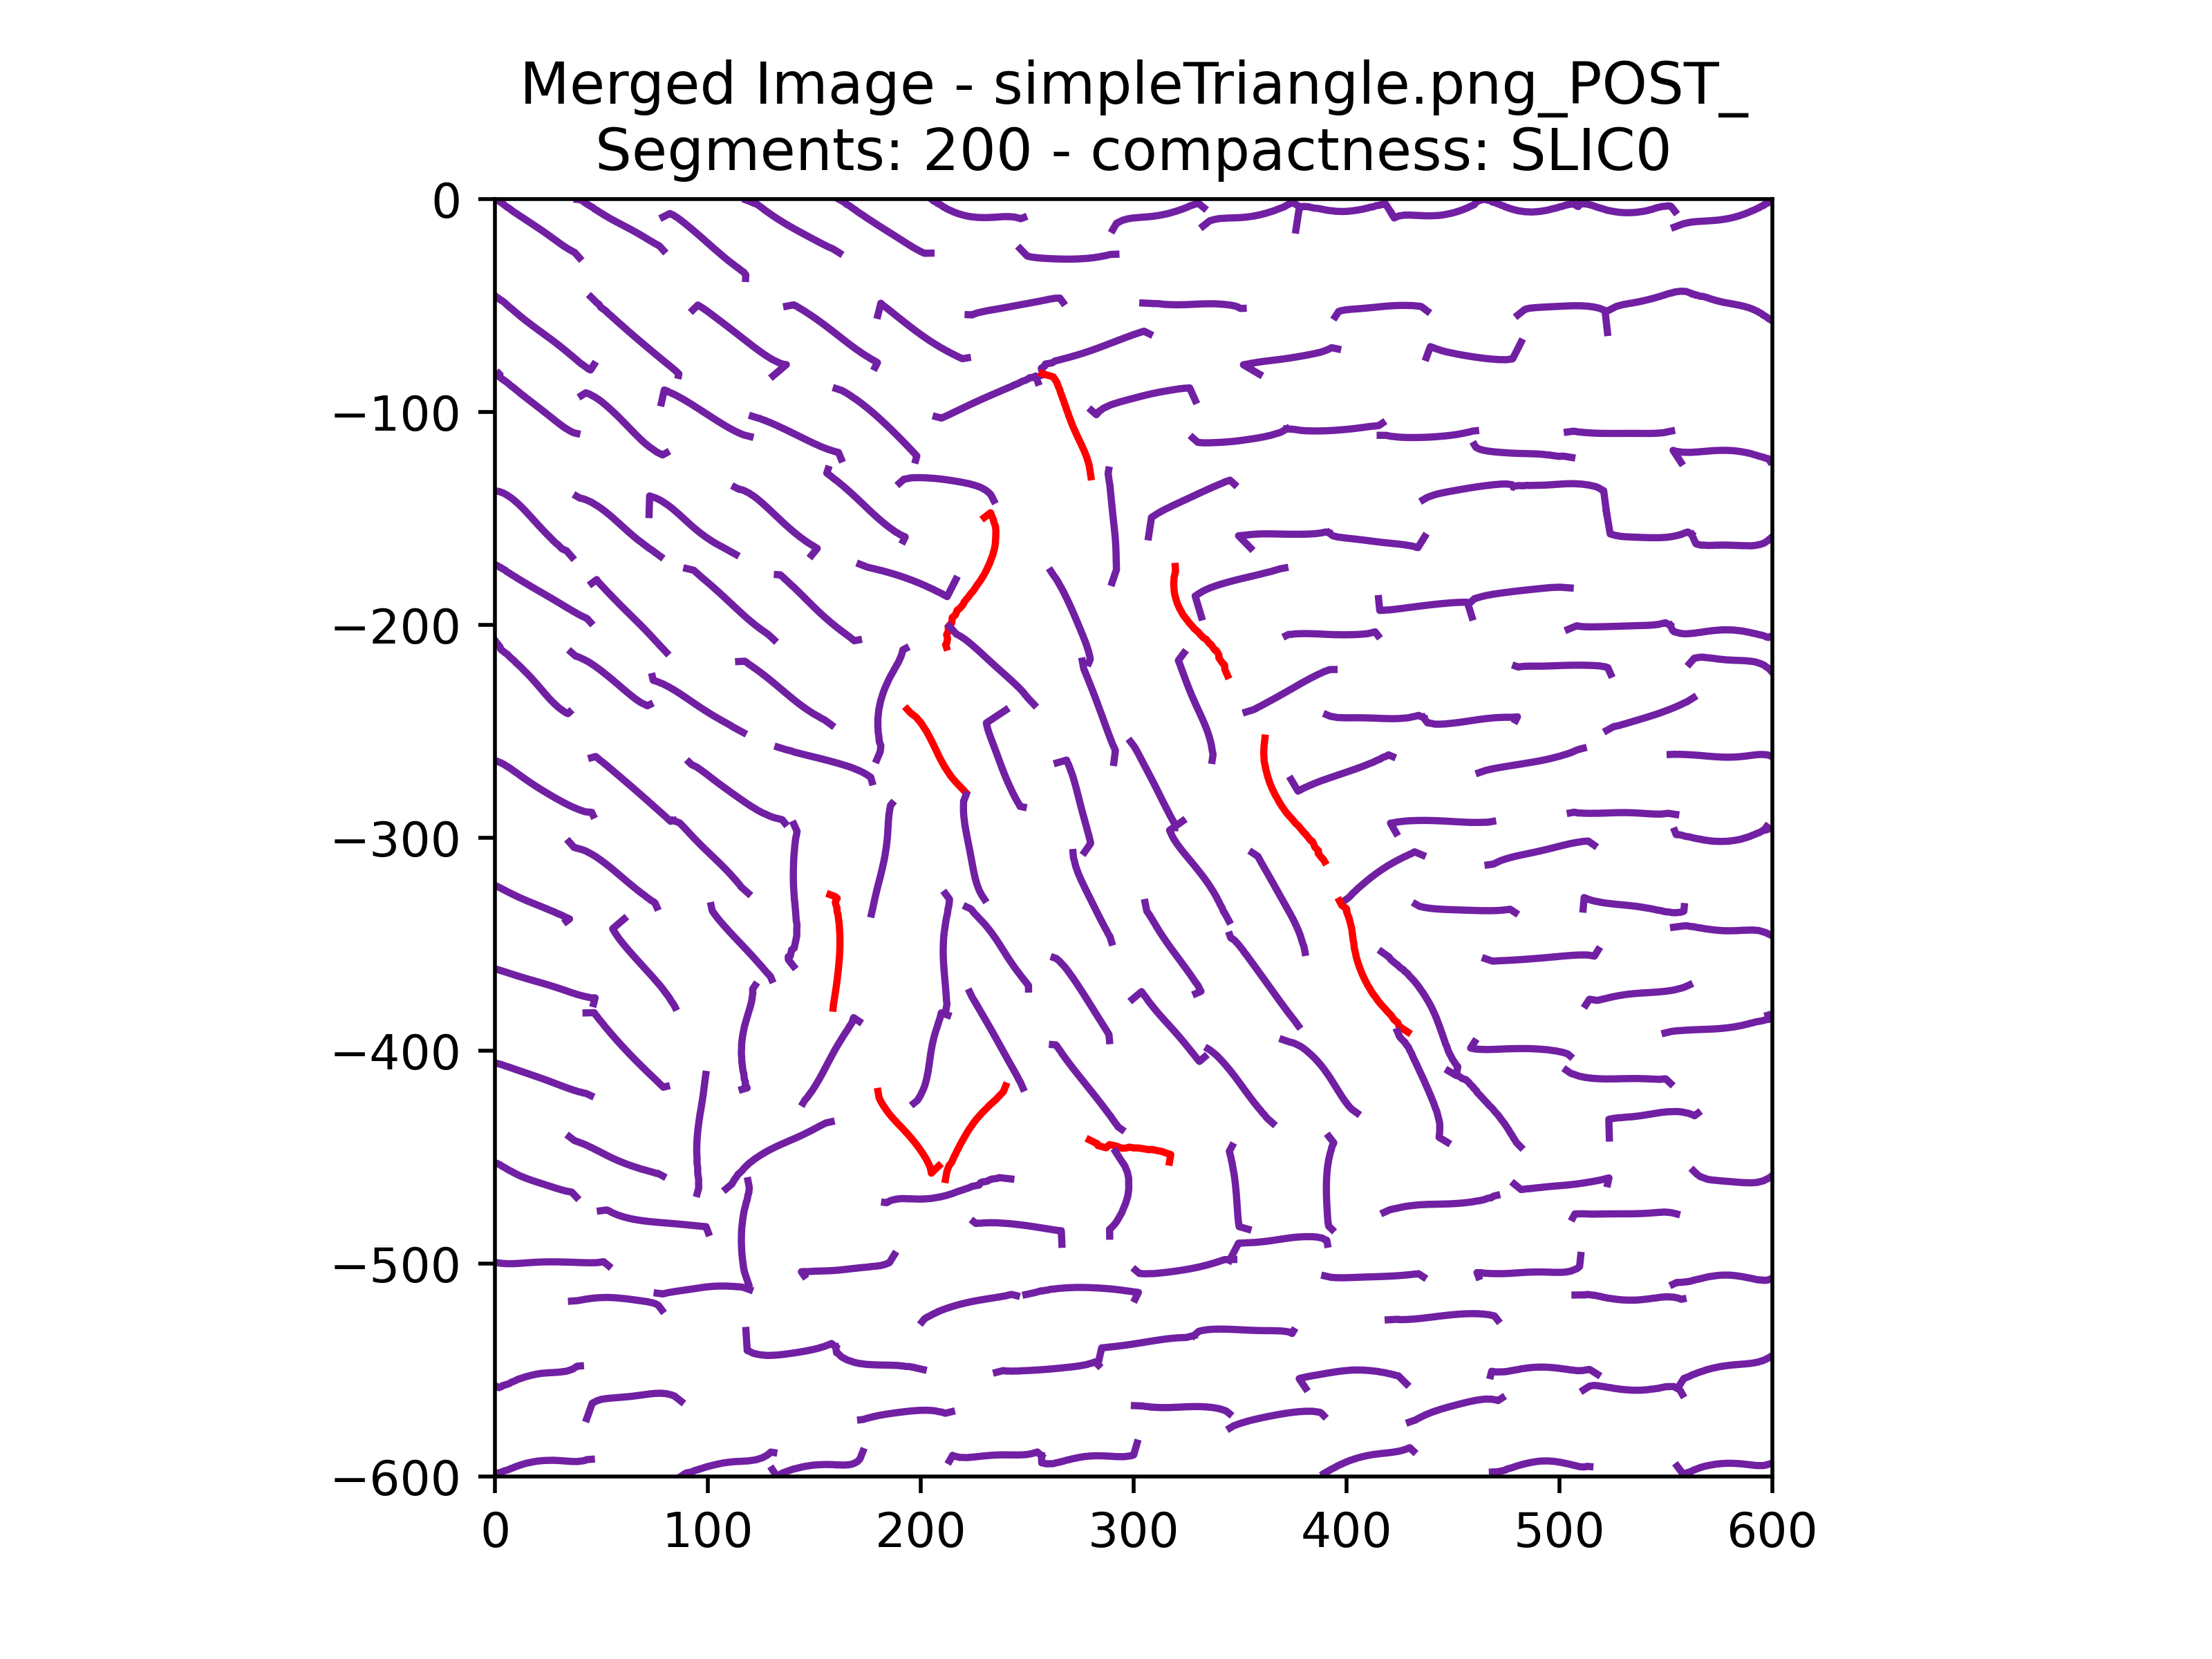 Merged Image - simpleTriangle.png_POST_
Segments: 200 - compactness: SLIC0
0
−100
−200
−300
−400
−500
−600
0 100 200 300 400 500 600